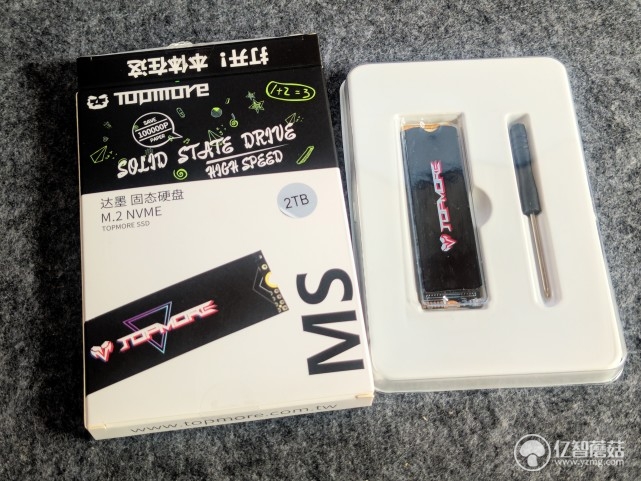 打开！本体在这
TOPMORE
1+2=3
SAVE
100000P
PAPER
SOLID STATE DRIVE
HIGH SPEED
达墨 固态硬盘
M.2 NVME
TOPMORE SSD
2TB
TOPMORE
MS
www.topmore.com.tw
TOPMORE
亿智蘑菇
www.yzmg.com